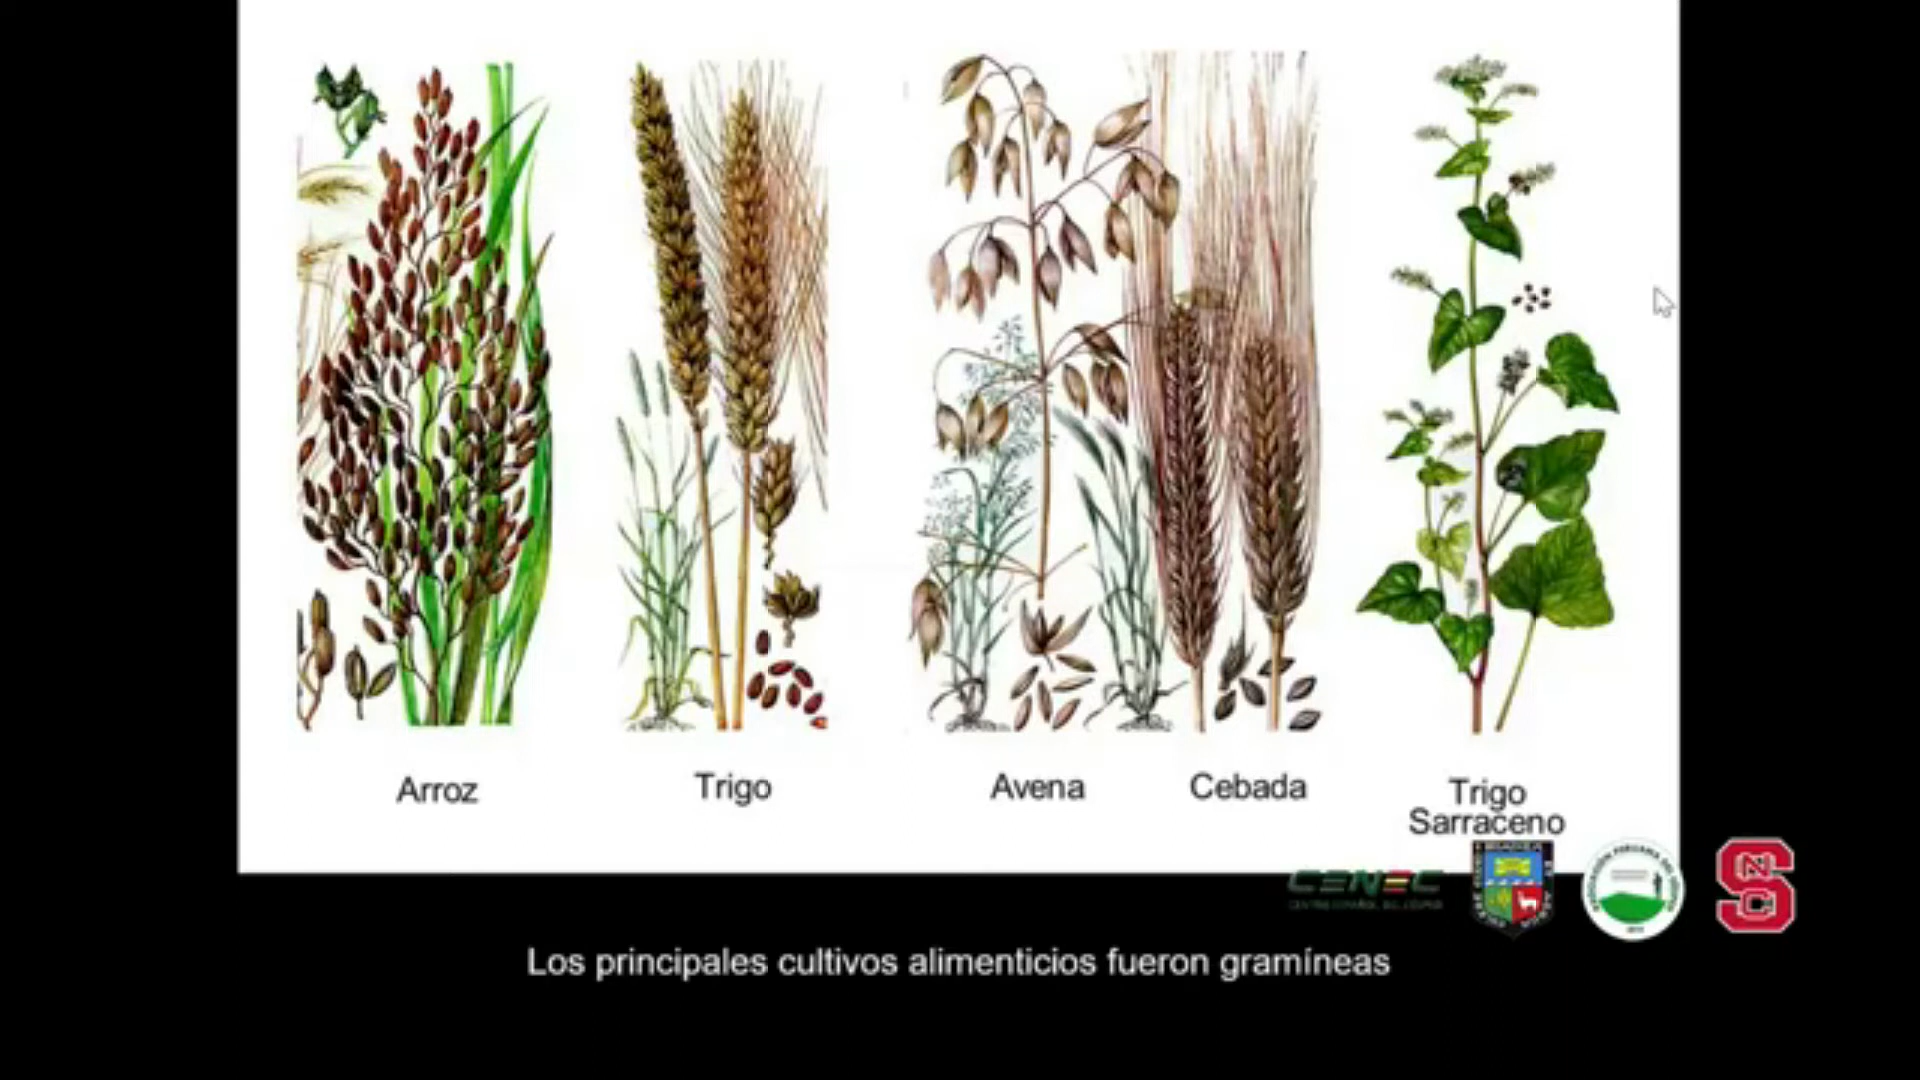 Arroz
Trigo
Avena
Cebada
Trigo
Sarraceno
CENEC
Los principales cultivos alimenticios fueron gramíneas